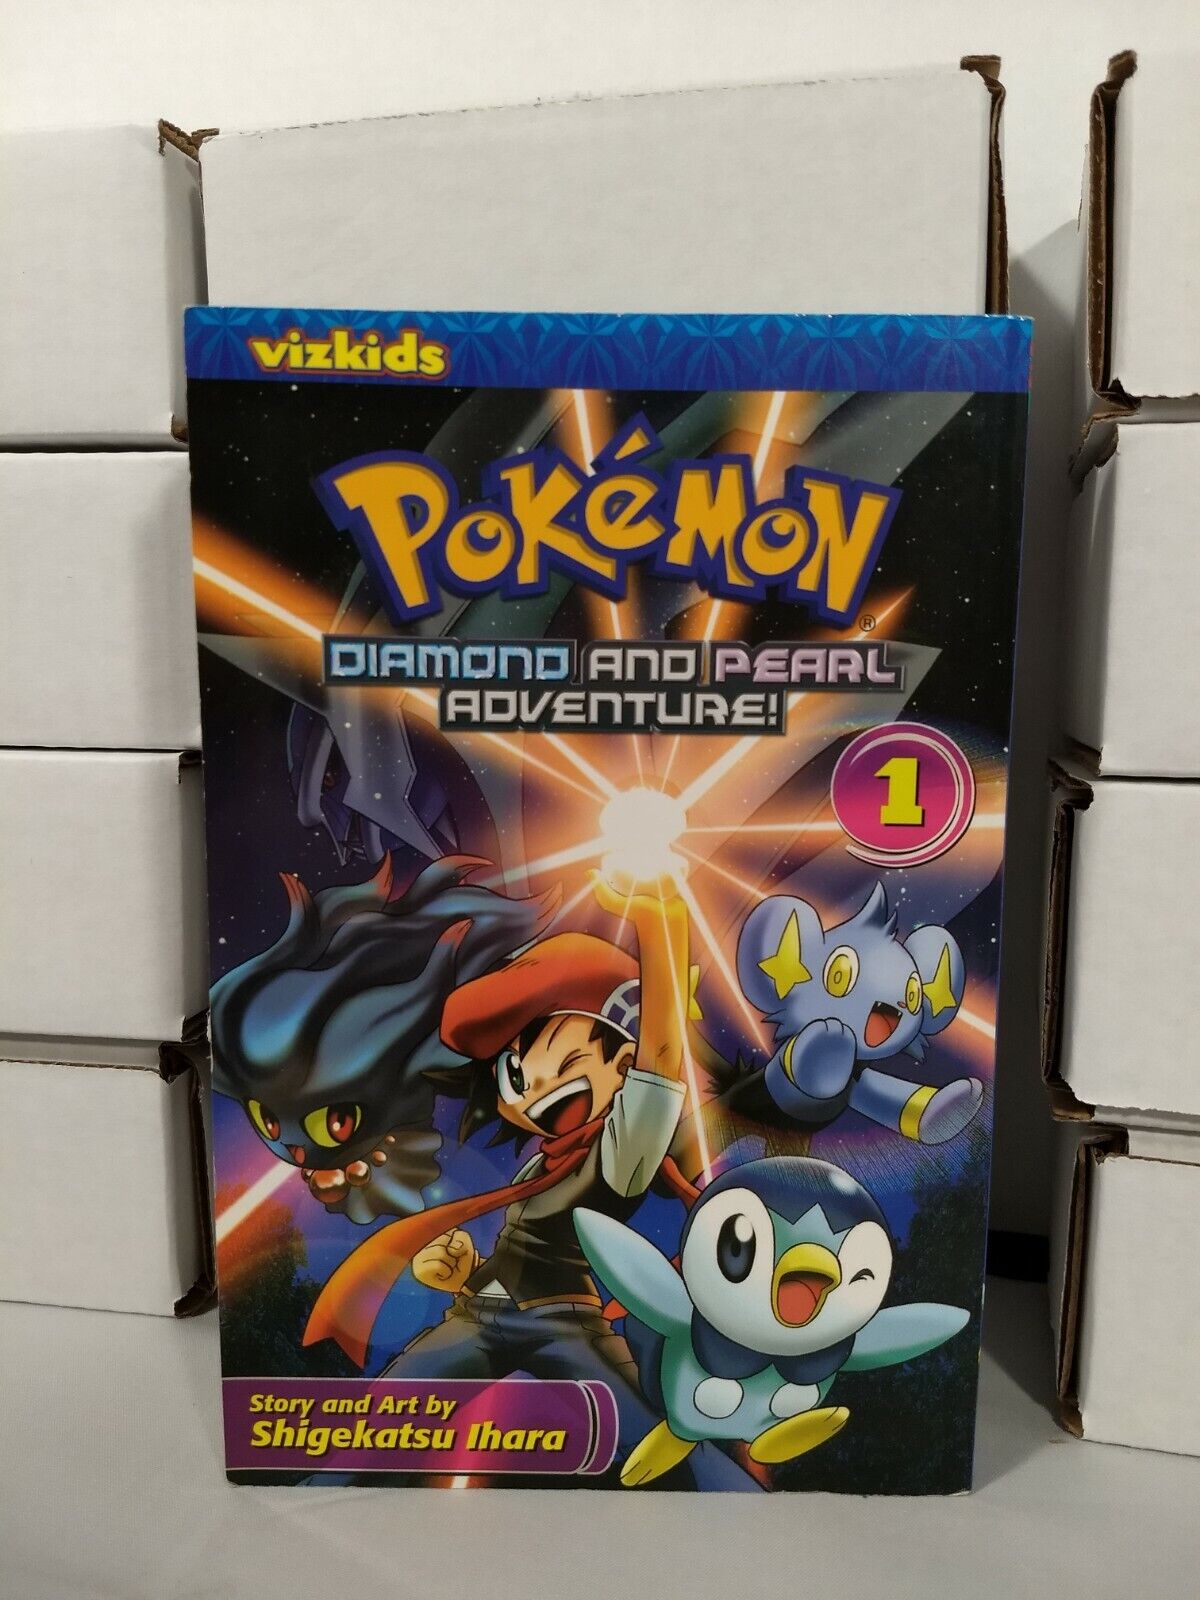 vizkids
POKéMON
®
DIAMOND AND PEARL
ADVENTURE!
1
Story and Art by
Shigekatsu Ihara